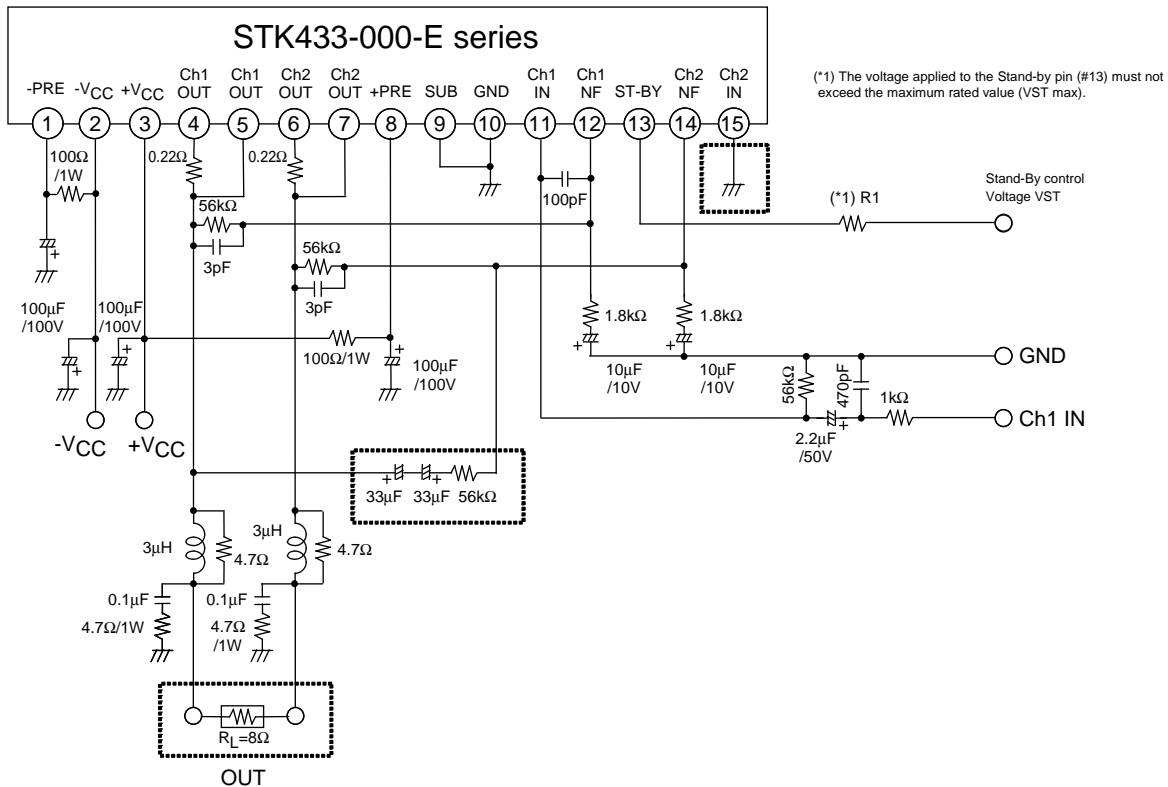 STK433-000-E series
(*1) The voltage applied to the Stand-by pin (#13) must not
exceed the maximum rated value (VST max).
-PRE
-VCC
+VCC
Ch1
OUT
Ch1
OUT
Ch2
OUT
Ch2
OUT
+PRE
SUB
GND
Ch1
IN
Ch1
NF
ST-BY
Ch2
NF
Ch2
IN
1
2
3
4
5
6
7
8
9
10
11
12
13
14
15
100Ω
/1W
0.22Ω
0.22Ω
100pF
Stand-By control
Voltage VST
(*1) R1
56kΩ
3pF
56kΩ
3pF
+
100μF
/100V
100μF
/100V
+
+
100Ω/1W
+
100μF
/100V
1.8kΩ
1.8kΩ
+
+
10μF
/10V
10μF
/10V
GND
56kΩ
470pF
1kΩ
+
2.2μF
/50V
Ch1 IN
-VCC
+VCC
+
+
33μF
33μF
56kΩ
3μH
4.7Ω
3μH
4.7Ω
0.1μF
4.7Ω/1W
0.1μF
4.7Ω
/1W
RL=8Ω
OUT